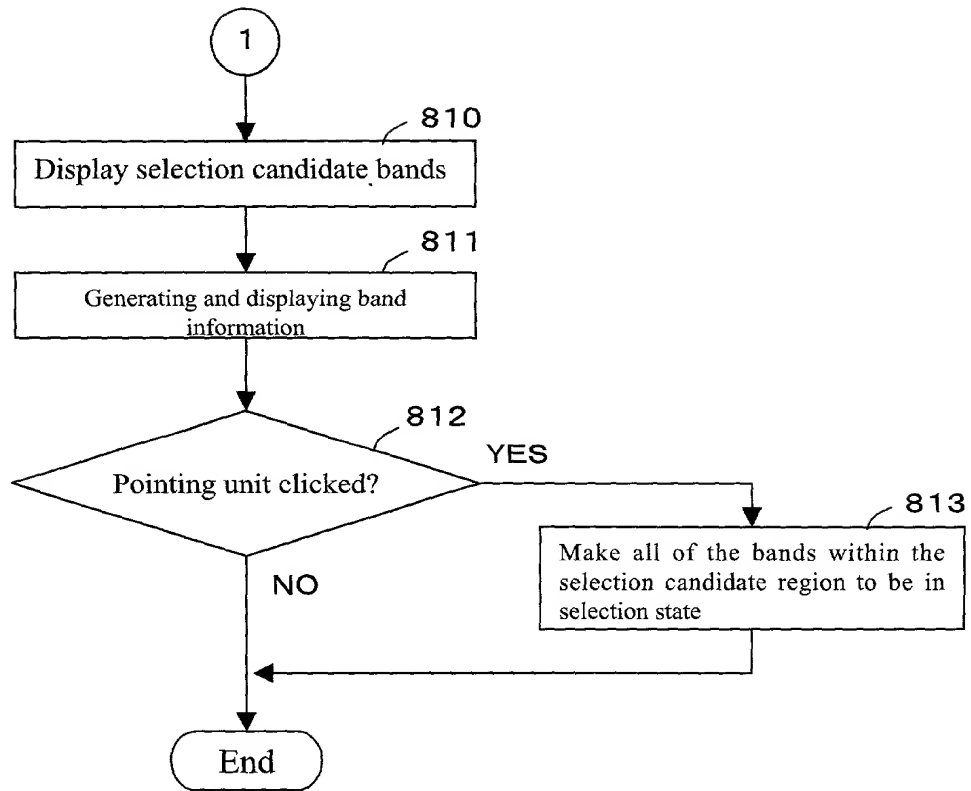 1
810
Display selection candidate bands
811
Generating and displaying band
information
812
Pointing unit clicked?
YES
813
Make all of the bands within the
selection candidate region to be in
selection state
NO
End